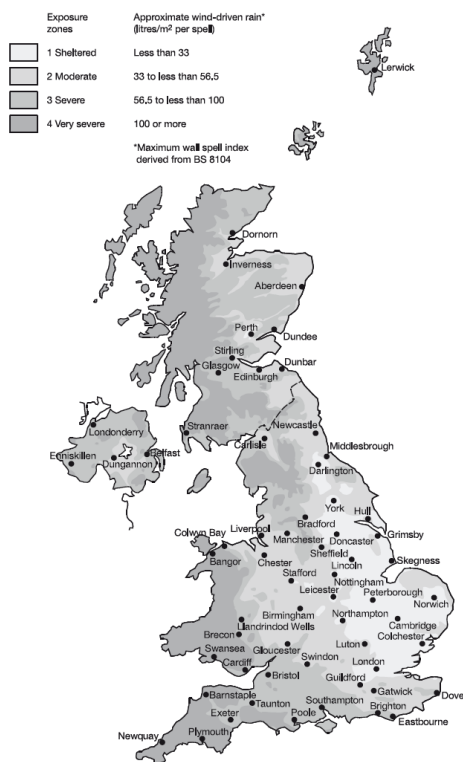 Exposure zones
Approximate wind-driven rain*
(litres/m² per spell)
1 Sheltered Less than 33
2 Moderate 33 to less than 56.5
3 Severe 56.5 to less than 100
4 Very severe 100 or more
*Maximum wall spell index
derived from BS 8104
Lerwick
Dornorn
Inverness
Aberdeen
Perth
Dundee
Stirling
Glasgow
Edinburgh
Dunbar
Londonderry
Stranraer
Newcastle
Carlisle
Enniskillen
Dungannon
Belfast
Middlesbrough
Darlington
York
Hull
Bradford
Colwyn Bay
Liverpool
Manchester
Doncaster
Grimsby
Sheffield
Bangor
Chester
Lincoln
Skegness
Stafford
Nottingham
Leicester
Peterborough
Norwich
Birmingham
Llandrindod Wells
Northampton
Cambridge
Brecon
Colchester
Swansea
Gloucester
Luton
Cardiff
Swindon
London
Bristol
Guildford
Barnstaple
Taunton
Southampton
Gatwick
Dove
Exeter
Poole
Brighton
Eastbourne
Newquay
Plymouth